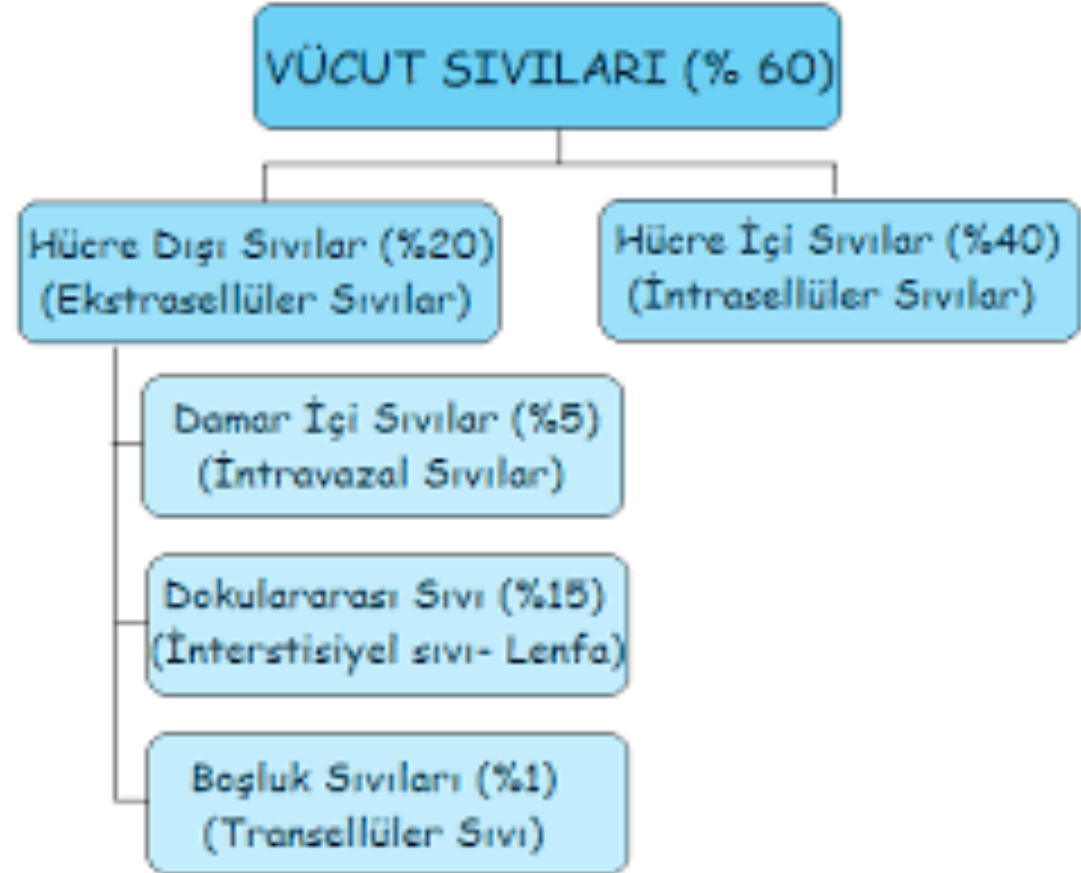 VÜCUT SIVILARI (% 60)
Hücre Dışı Sıvılar (%20)
(Ekstrasellüler Sıvılar)
Hücre İçi Sıvılar (%40)
(İntrasellüler Sıvılar)
Damar İçi Sıvılar (%5)
(İntravazal Sıvılar)
Dokulararası Sıvı (%15)
(İnterstisiyel sıvı- Lenfa)
Boşluk Sıvıları (%1)
(Transellüler Sıvı)